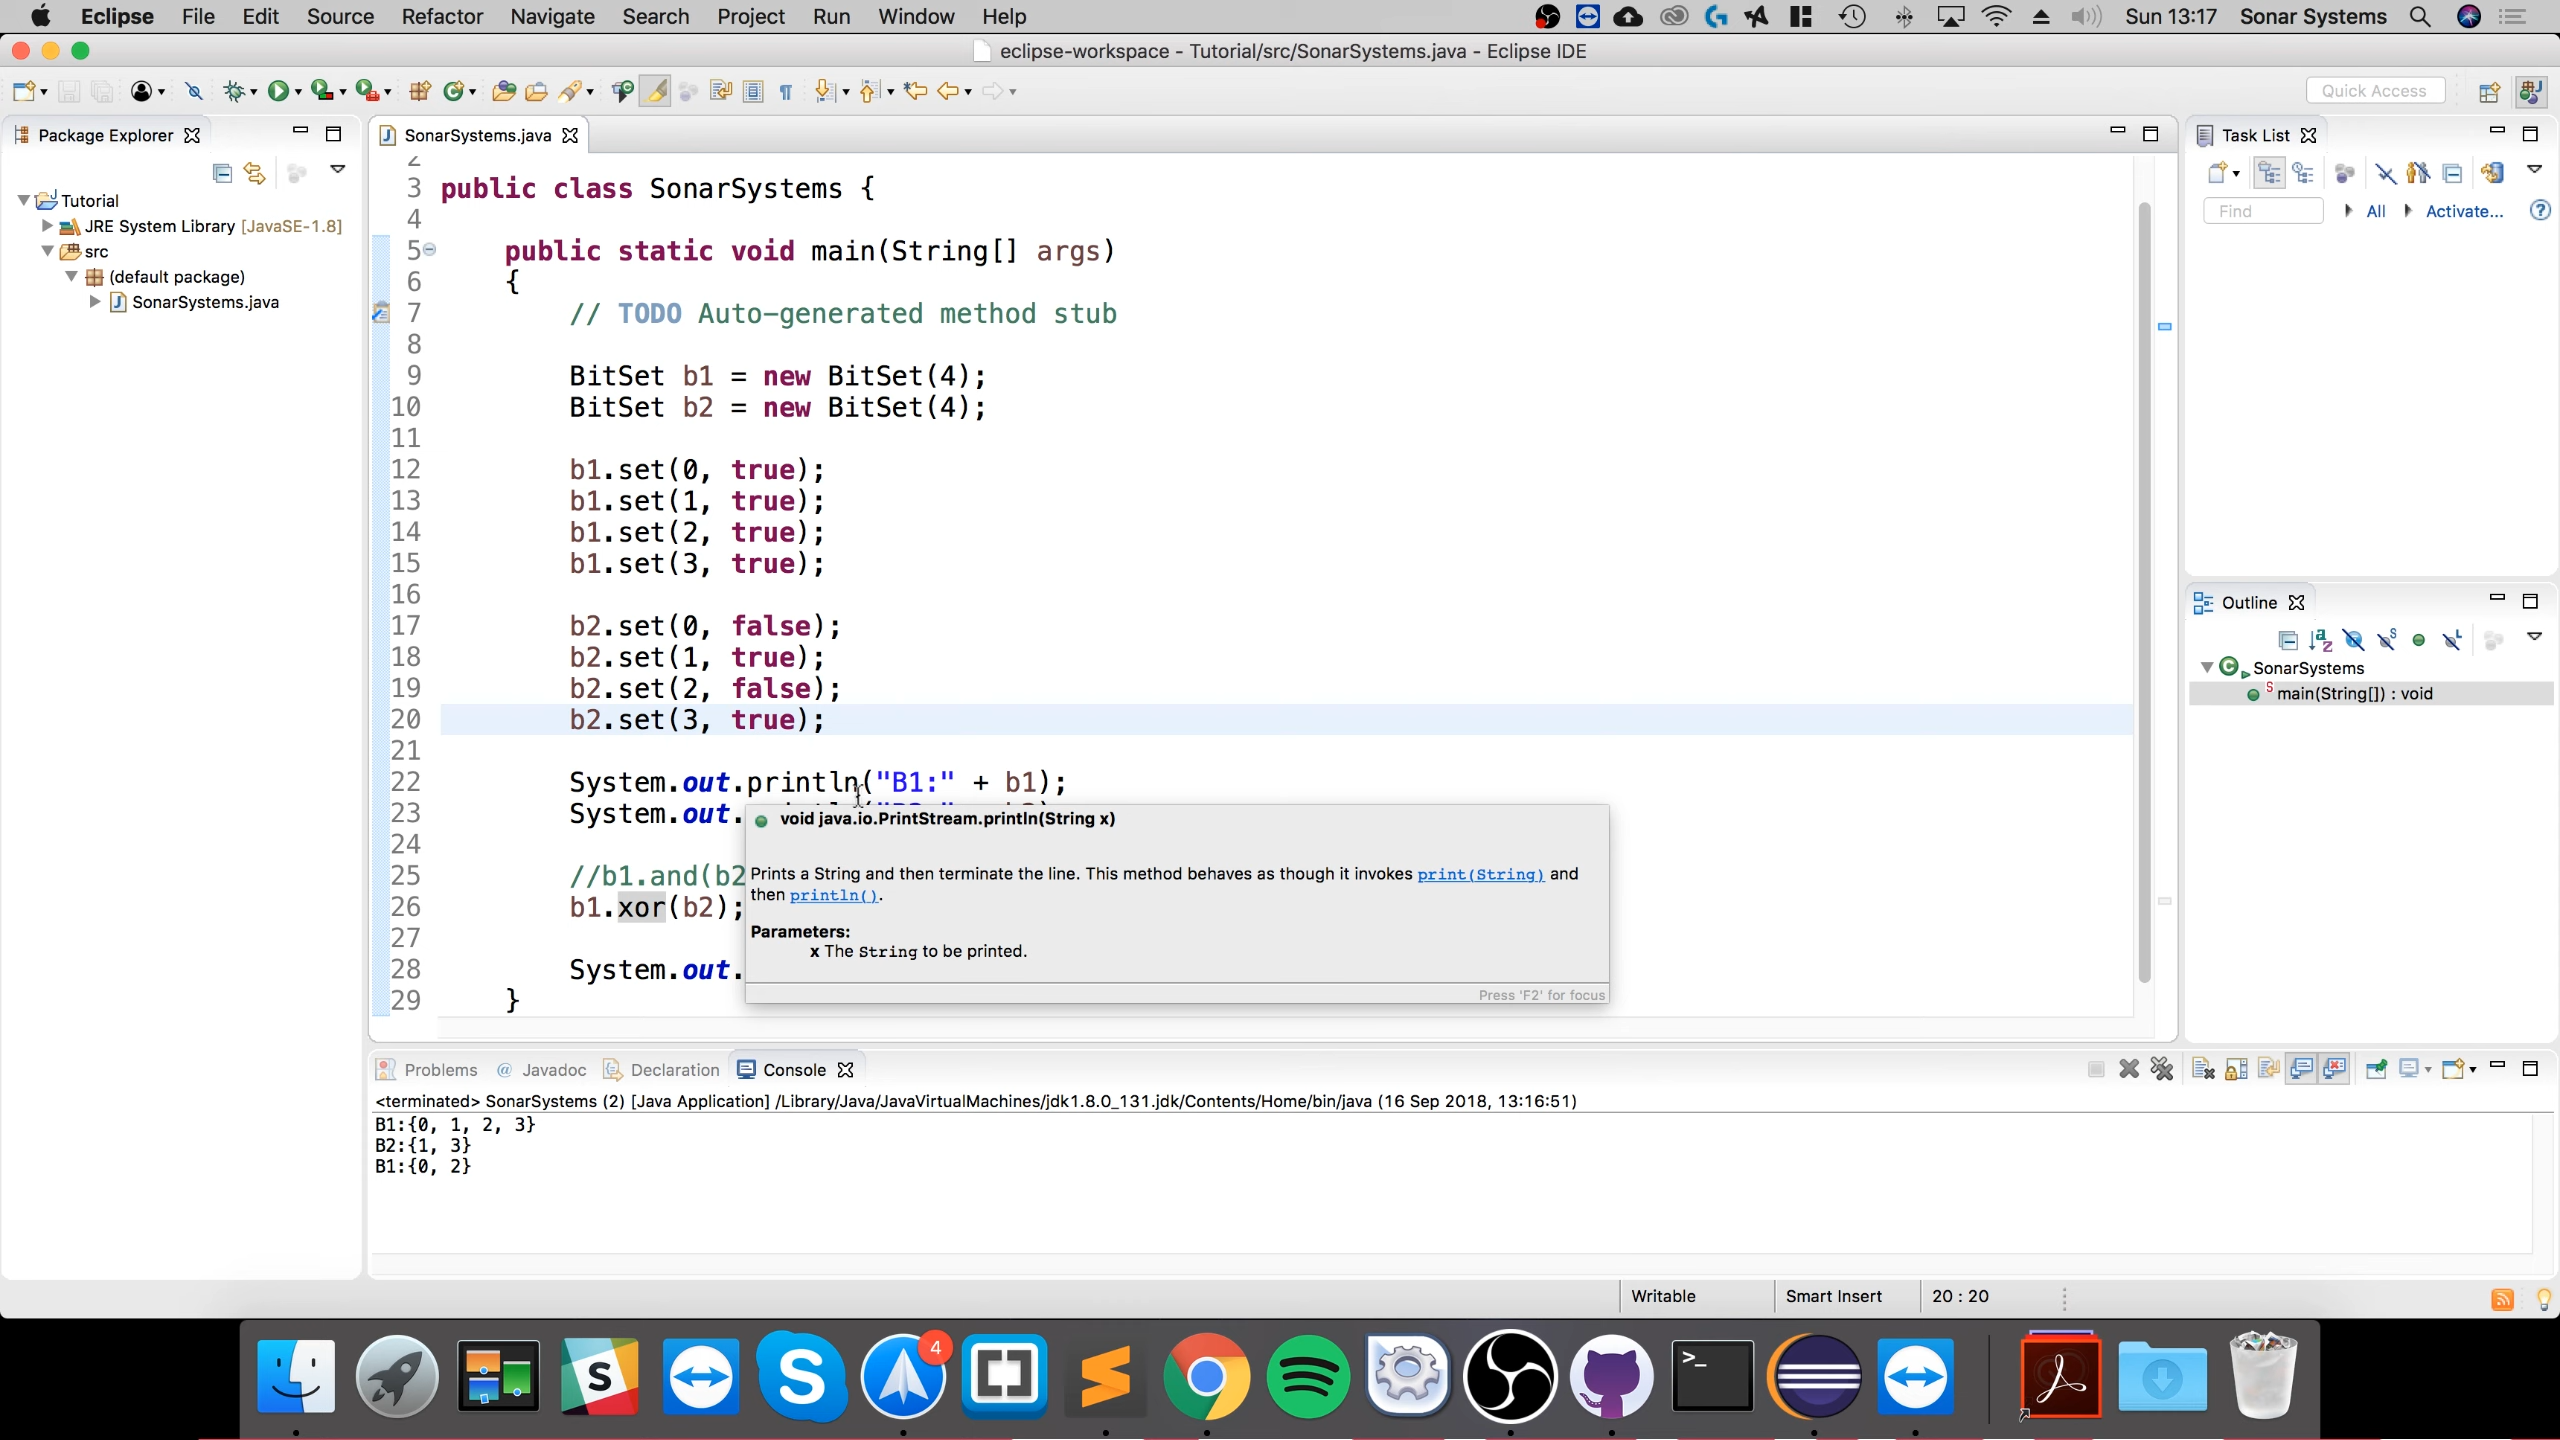 Eclipse File Edit Source Refactor Navigate Search Project Run Window Help Sun 13:17 Sonar Systems
eclipse-workspace - Tutorial/src/SonarSystems.java - Eclipse IDE
Quick Access
Package Explorer
Tutorial
JRE System Library [JavaSE-1.8]
src
(default package)
SonarSystems.java
SonarSystems.java
2
3 public class SonarSystems {
4
5 public static void main(String[] args)
6 {
7 // TODO Auto-generated method stub
8
9 BitSet b1 = new BitSet(4);
10 BitSet b2 = new BitSet(4);
11
12 b1.set(0, true);
13 b1.set(1, true);
14 b1.set(2, true);
15 b1.set(3, true);
16
17 b2.set(0, false);
18 b2.set(1, true);
19 b2.set(2, false);
20 b2.set(3, true);
21
22 System.out.println("B1:" + b1);
23 System.out.
24
25 //b1.and(b2
26 b1.xor(b2);
27
28 System.out.
29 }
void java.io.PrintStream.println(String x)
Prints a String and then terminate the line. This method behaves as though it invokes print(String) and
then println().
Parameters:
x The String to be printed.
Press 'F2' for focus
Task List
Find All Activate...
Outline
SonarSystems
main(String[]) : void
Problems Javadoc Declaration Console
<terminated> SonarSystems (2) [Java Application] /Library/Java/JavaVirtualMachines/jdk1.8.0_131.jdk/Contents/Home/bin/java (16 Sep 2018, 13:16:51)
B1:{0, 1, 2, 3}
B2:{1, 3}
B1:{0, 2}
Writable Smart Insert 20 : 20
4